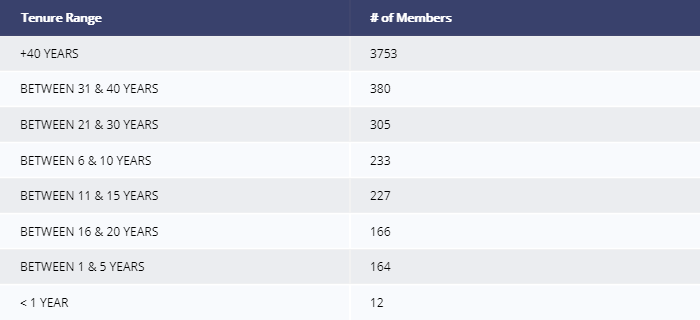 Tenure Range # of Members
+40 YEARS 3753
BETWEEN 31 & 40 YEARS 380
BETWEEN 21 & 30 YEARS 305
BETWEEN 6 & 10 YEARS 233
BETWEEN 11 & 15 YEARS 227
BETWEEN 16 & 20 YEARS 166
BETWEEN 1 & 5 YEARS 164
< 1 YEAR 12